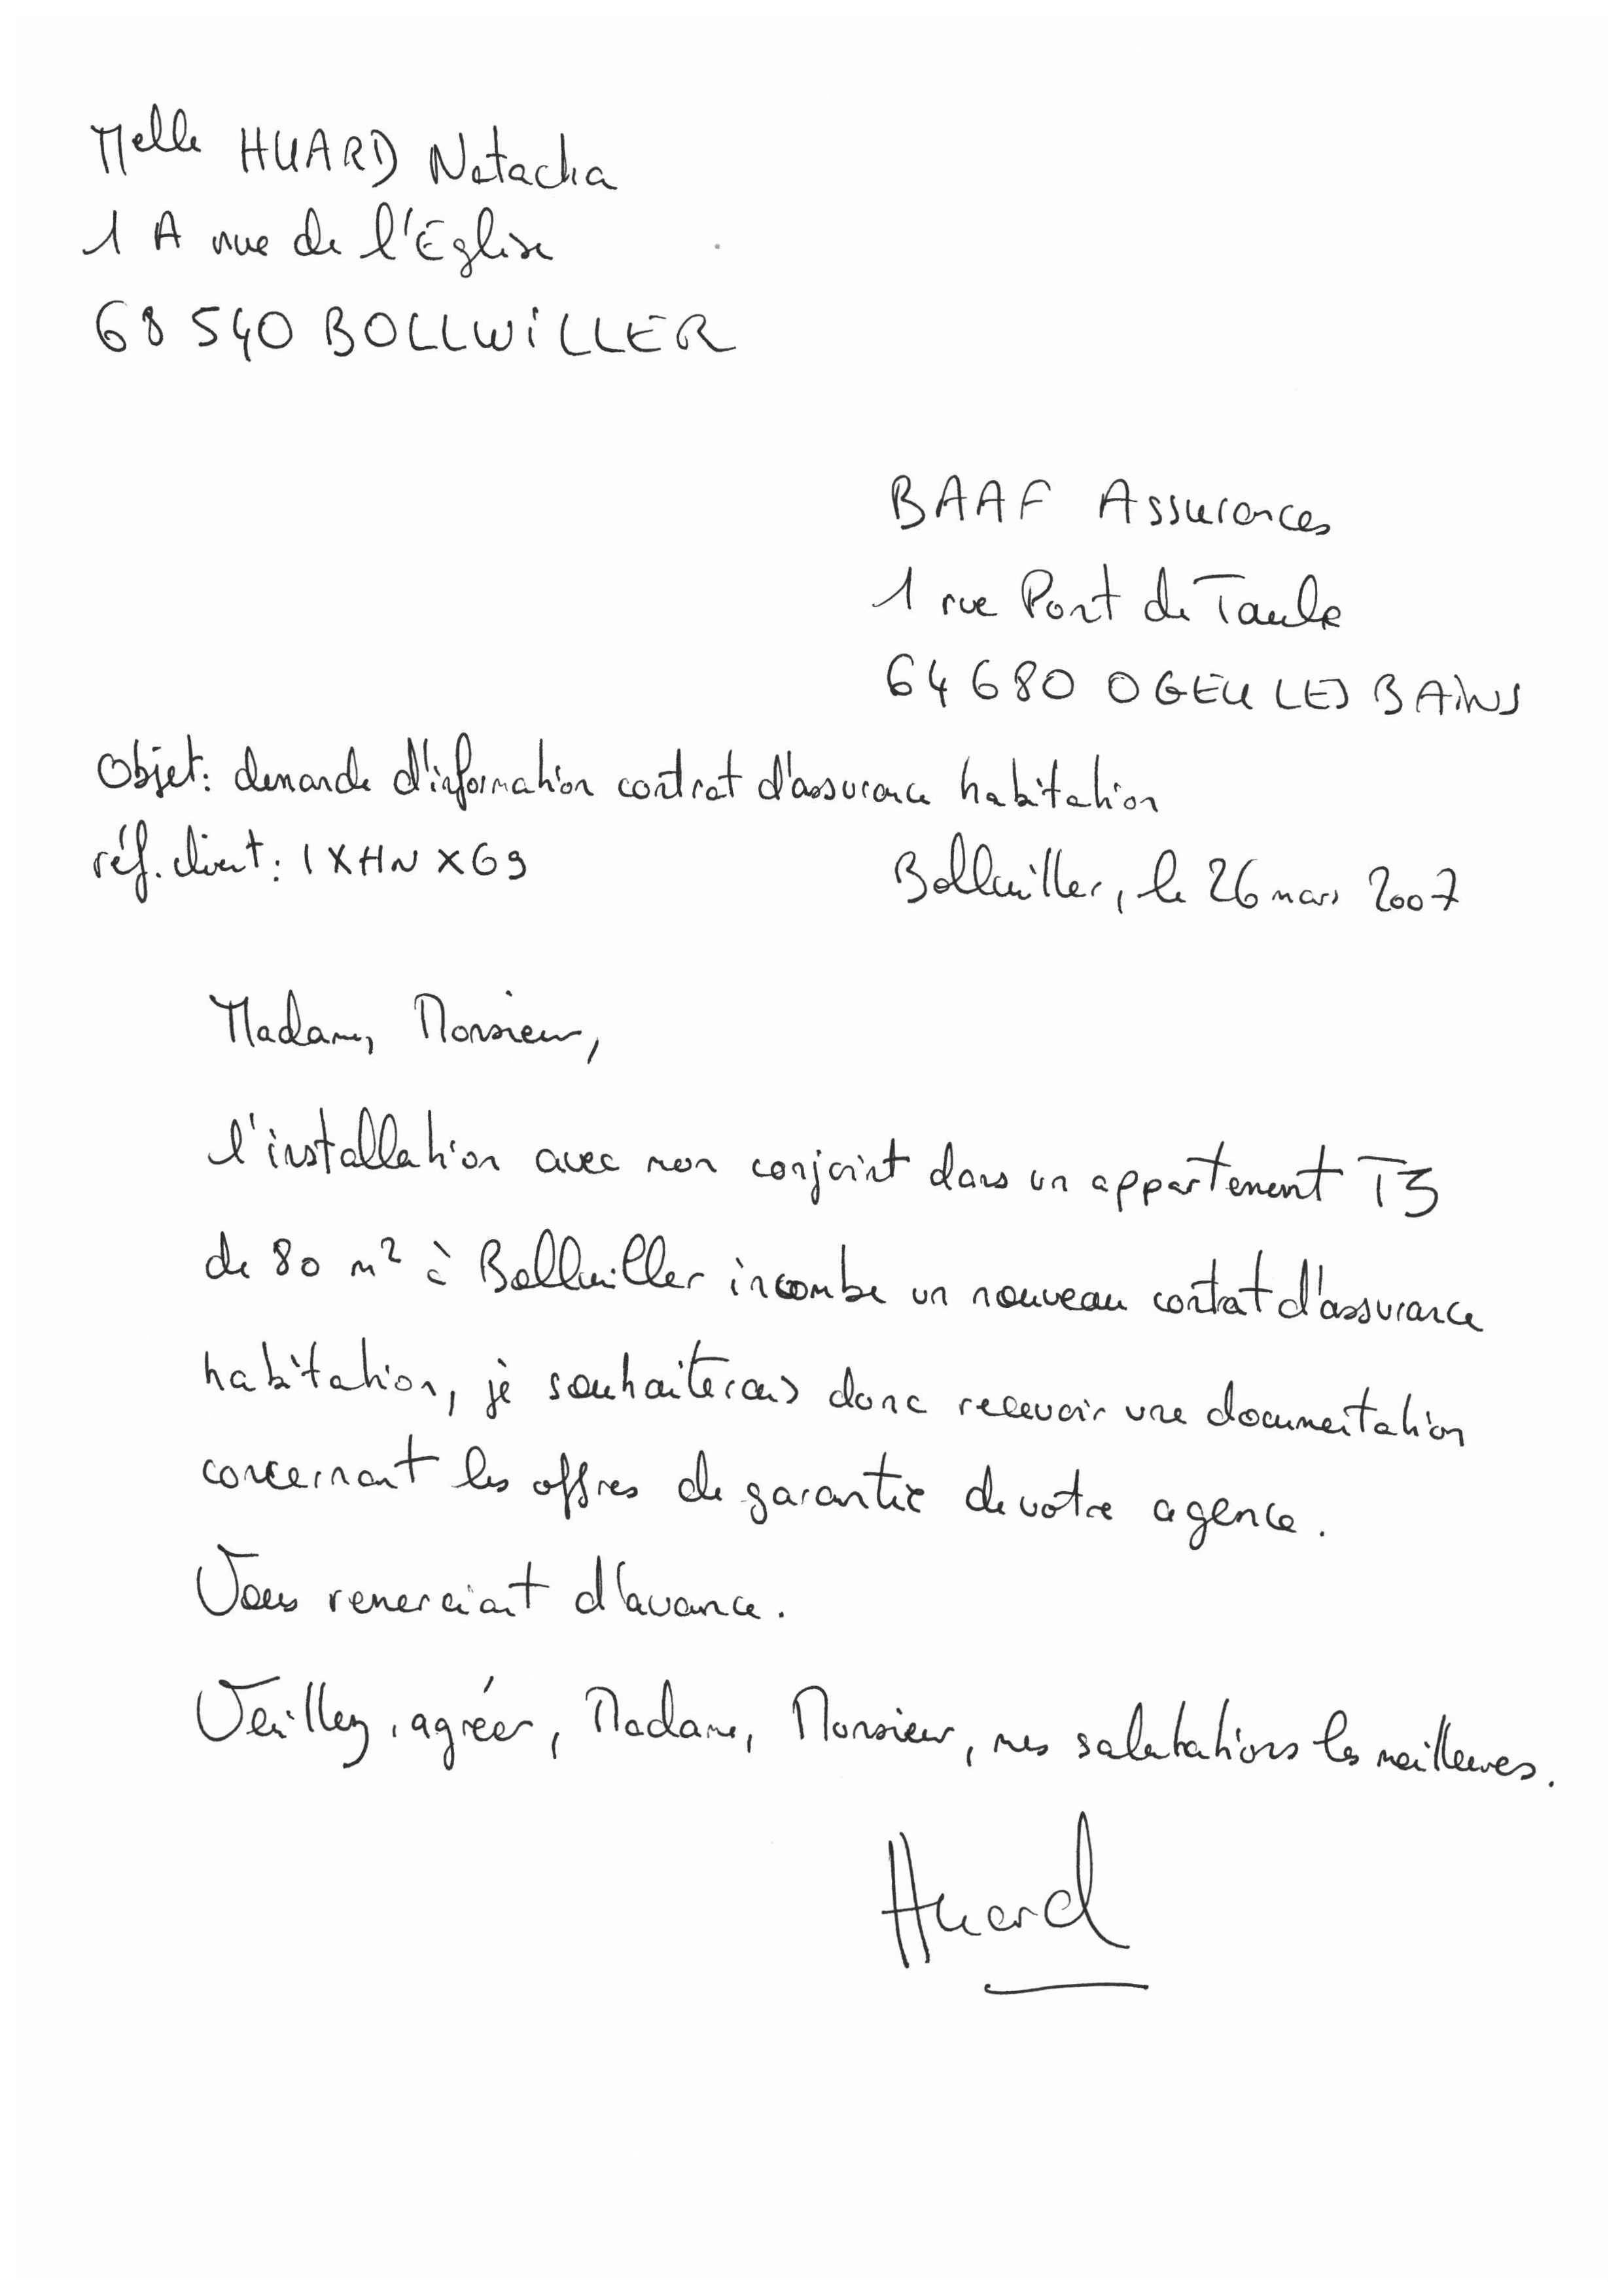 Melle HUARD Natacha
1 A rue de l'Eglise
68 540 BOLLWiLLER
BAAF Assurances
1 rue Pont de Taule
64 680 OGEU LES BAiNS
Objet: demande d'information contrat d'assurance habitation
réf. client: IXHNX69
Bollwiller, le 26 mars 2007
Madame, Monsieur,
l'installation avec mon conjoint dans un appartement T3
de 80 m² à Bollwiller incombe un nouveau contrat d'assurance
habitation, je souhaiterais donc recevoir une documentation
concernant les offres de garantie de votre agence.
Vous remerciant d'avance.
Veuillez, agréer, Madame, Monsieur, mes salutations les meilleures.
Huard